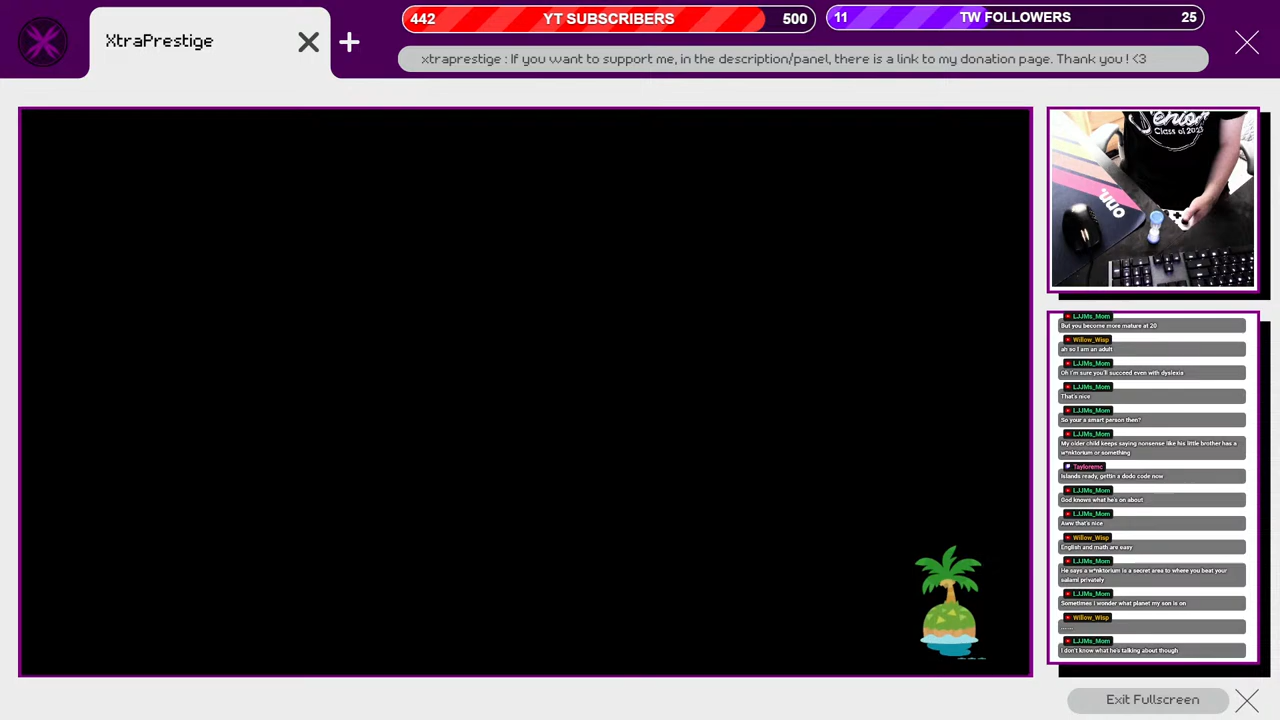 XtraPrestige
442 YT SUBSCRIBERS 500
11 TW FOLLOWERS 25
xtraprestige : If you want to support me, in the description/panel, there is a link to my donation page. Thank you ! <3
Senior
Class of 2023
onn.
LJJMs_Mom
But you become more mature at 20
Willow_Wisp
ah so I am an adult
LJJMs_Mom
Oh I'm sure you'll succeed even with dyslexia
LJJMs_Mom
That's nice
LJJMs_Mom
So your a smart person then?
LJJMs_Mom
My older child keeps saying nonsense like his little brother has a
w*nktorium or something
Tayloremc
Islands ready, gettin a dodo code now
LJJMs_Mom
God knows what he's on about
LJJMs_Mom
Aww that's nice
Willow_Wisp
English and math are easy
LJJMs_Mom
He says a w*nktorium is a secret area to where you beat your
salami privately
LJJMs_Mom
Sometimes I wonder what planet my son is on
Willow_Wisp
......
LJJMs_Mom
I don't know what he's talking about though
Exit Fullscreen